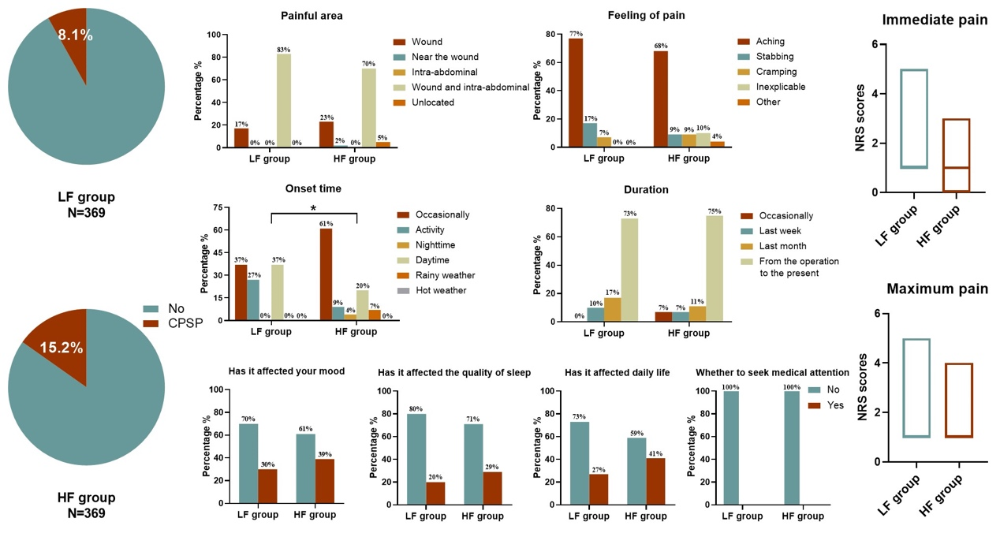 8.1%
LF group
N=369
No
CPSP
15.2%
HF group
N=369
Painful area
Percentage %
100
80
60
40
20
0
17%
0%
0%
83%
0%
23%
2%
0%
70%
5%
LF group
HF group
Wound
Near the wound
Intra-abdominal
Wound and intra-abdominal
Unlocated
Feeling of pain
Percentage %
80
60
40
20
0
77%
17%
7%
0%
0%
68%
9%
9%
10%
4%
LF group
HF group
Aching
Stabbing
Cramping
Inexplicable
Other
Immediate pain
NRS scores
6
4
2
0
LF group
HF group
Onset time
Percentage %
75
60
45
30
15
0
*
37%
27%
0%
37%
0%
0%
61%
9%
4%
20%
7%
0%
LF group
HF group
Occasionally
Activity
Nighttime
Daytime
Rainy weather
Hot weather
Duration
Percentage %
80
60
40
20
0
0%
10%
17%
73%
7%
7%
11%
75%
LF group
HF group
Occasionally
Last week
Last month
From the operation
to the present
Maximum pain
NRS scores
6
4
2
0
LF group
HF group
Has it affected your mood
Percentage %
100
80
60
40
20
0
70%
30%
61%
39%
LF group
HF group
Has it affected the quality of sleep
Percentage %
100
80
60
40
20
0
80%
20%
71%
29%
LF group
HF group
Has it affected daily life
Percentage %
100
80
60
40
20
0
73%
27%
59%
41%
LF group
HF group
Whether to seek medical attention
Percentage %
100
80
60
40
20
0
100%
100%
LF group
HF group
No
Yes